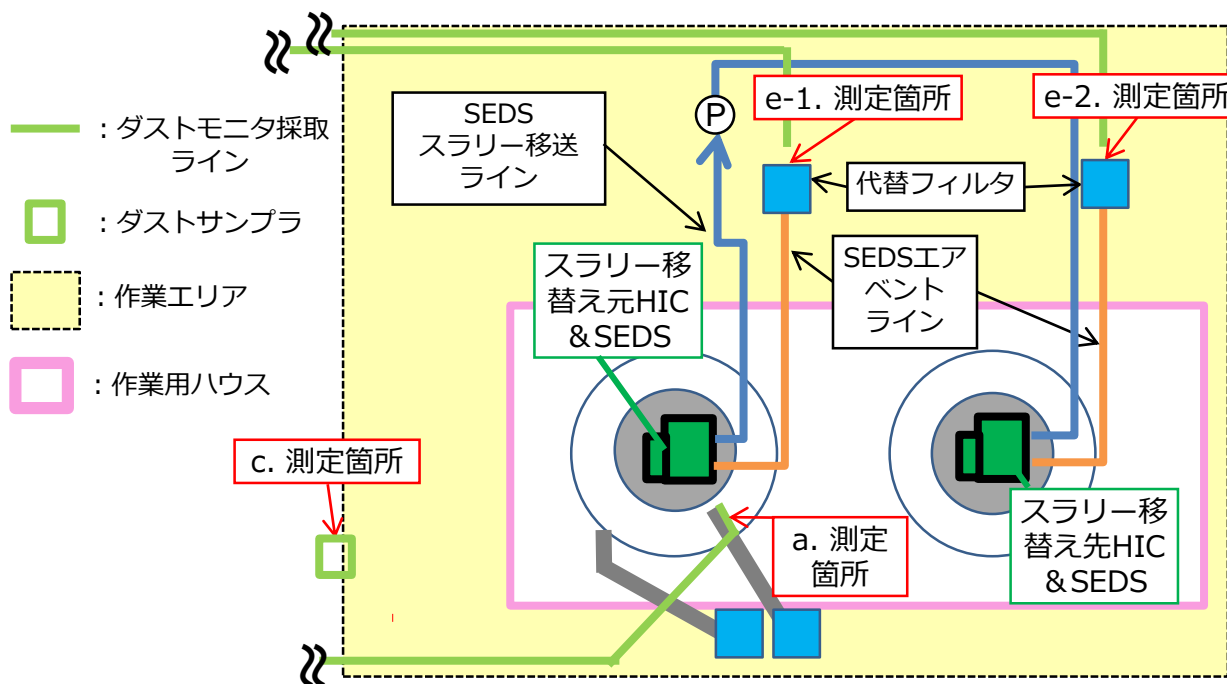 : ダストモニタ採取
ライン
: ダストサンプラ
: 作業エリア
: 作業用ハウス
SEDS
スラリー移送
ライン
P
e-1. 測定箇所
e-2. 測定箇所
代替フィルタ
スラリー移
替え元HIC
&SEDS
SEDSエア
ベント
ライン
c. 測定箇所
a. 測定
箇所
スラリー移
替え先HIC
&SEDS